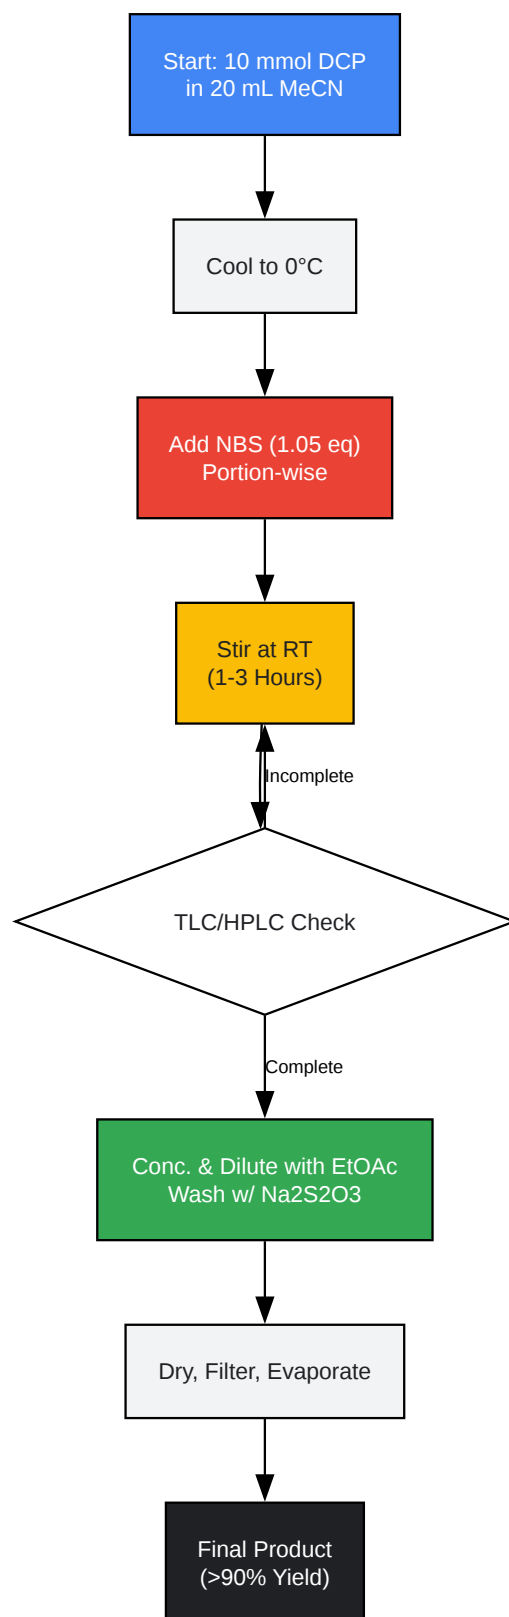 Start: 10 mmol DCP
in 20 mL MeCN
Cool to 0°C
Add NBS (1.05 eq)
Portion-wise
Stir at RT
(1-3 Hours)
Incomplete
TLC/HPLC Check
Complete
Conc. & Dilute with EtOAc
Wash w/ Na2S2O3
Dry, Filter, Evaporate
Final Product
(>90% Yield)